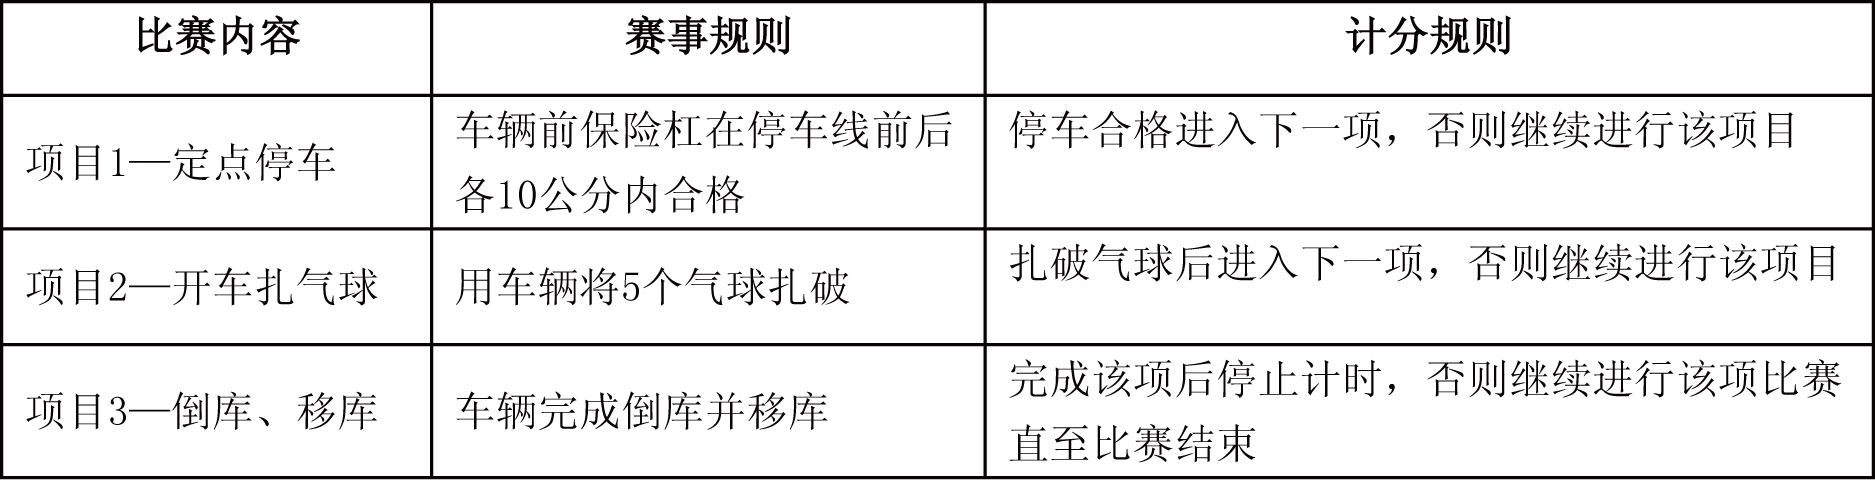 比赛内容
赛事规则
计分规则
项目1—定点停车
车辆前保险杠在停车线前后
各10公分内合格
停车合格进入下一项，否则继续进行该项目
项目2—开车扎气球
用车辆将5个气球扎破
扎破气球后进入下一项，否则继续进行该项目
项目3—倒库、移库
车辆完成倒库并移库
完成该项后停止计时，否则继续进行该项比赛
直至比赛结束